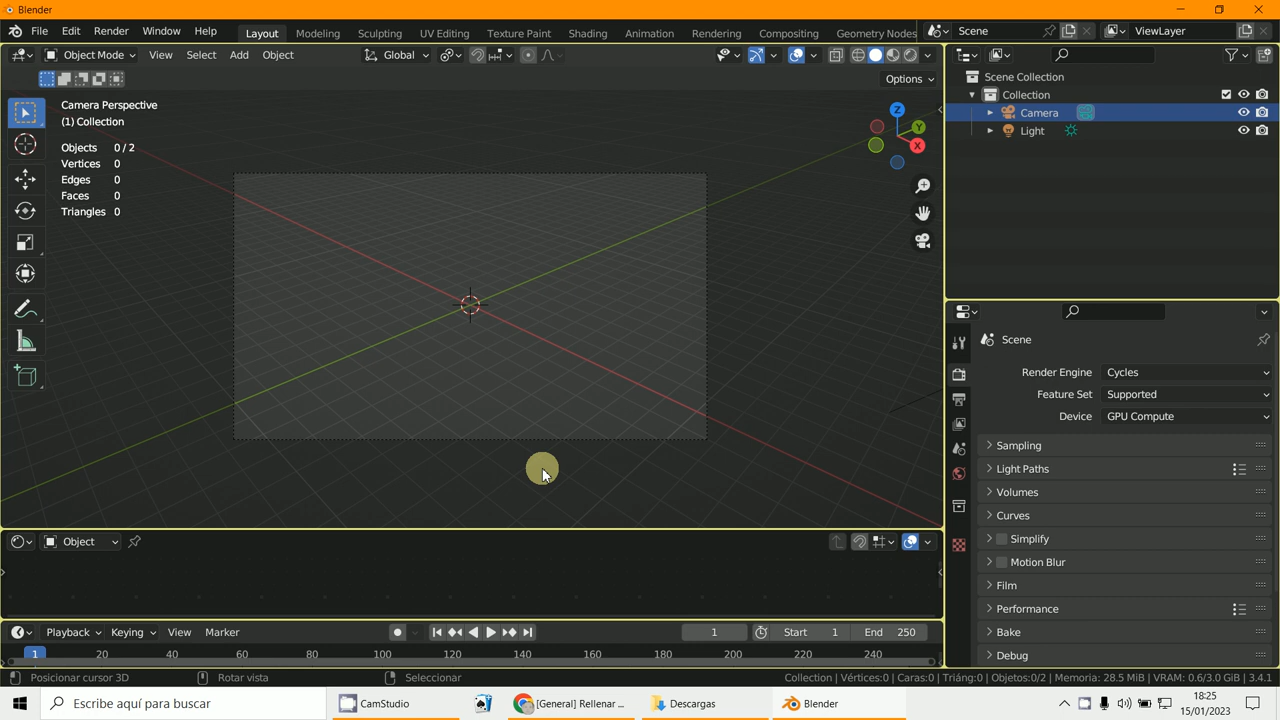 Blender
File Edit Render Window Help Layout Modeling Sculpting UV Editing Texture Paint Shading Animation Rendering Compositing Geometry Nodes Scene ViewLayer
Object Mode View Select Add Object Global
Options
Camera Perspective
(1) Collection
Objects 0 / 2
Vertices 0
Edges 0
Faces 0
Triangles 0
Z
Y
X
Scene Collection
Collection
Camera
Light
Scene
Render Engine Cycles
Feature Set Supported
Device GPU Compute
Sampling
Light Paths
Volumes
Curves
Simplify
Motion Blur
Film
Performance
Bake
Debug
Object
Playback Keying View Marker 1 Start 1 End 250
1 20 40 60 80 100 120 140 160 180 200 220 240
Posicionar cursor 3D Rotar vista Seleccionar Collection | Vértices:0 | Caras:0 | Triáng:0 | Objetos:0/2 | Memoria: 28.5 MiB | VRAM: 0.6/3.0 GiB | 3.4.1
Escribe aquí para buscar CamStudio [General] Rellenar ... Descargas Blender
18:25
15/01/2023